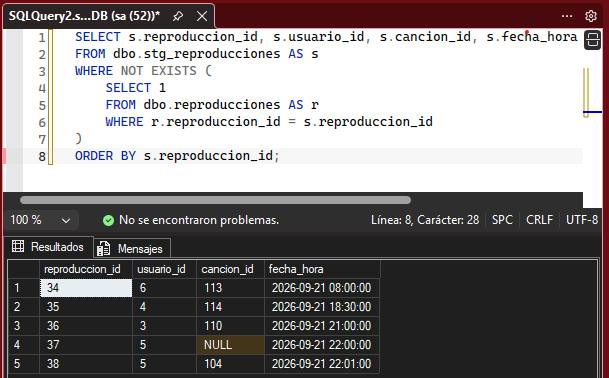 SQLQuery2.s...DB (sa (52))*
1 SELECT s.reproduccion_id, s.usuario_id, s.cancion_id, s.fecha_hora
2 FROM dbo.stg_reproducciones AS s
3 WHERE NOT EXISTS (
4 SELECT 1
5 FROM dbo.reproducciones AS r
6 WHERE r.reproduccion_id = s.reproduccion_id
7 )
8 ORDER BY s.reproduccion_id;
100 % No se encontraron problemas. Línea: 8, Carácter: 28 SPC CRLF UTF-8
Resultados Mensajes
reproduccion_id usuario_id cancion_id fecha_hora
1 34 6 113 2026-09-21 08:00:00
2 35 4 114 2026-09-21 18:30:00
3 36 3 110 2026-09-21 21:00:00
4 37 5 NULL 2026-09-21 22:00:00
5 38 5 104 2026-09-21 22:01:00